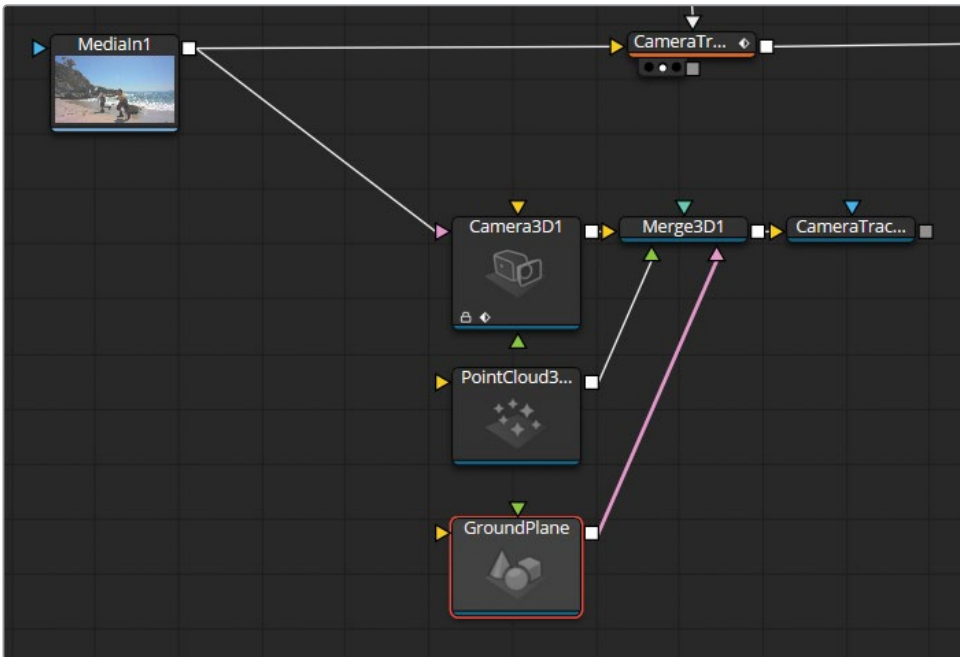 MediaIn1
CameraTr...
Camera3D1
Merge3D1
CameraTrac...
PointCloud3...
GroundPlane